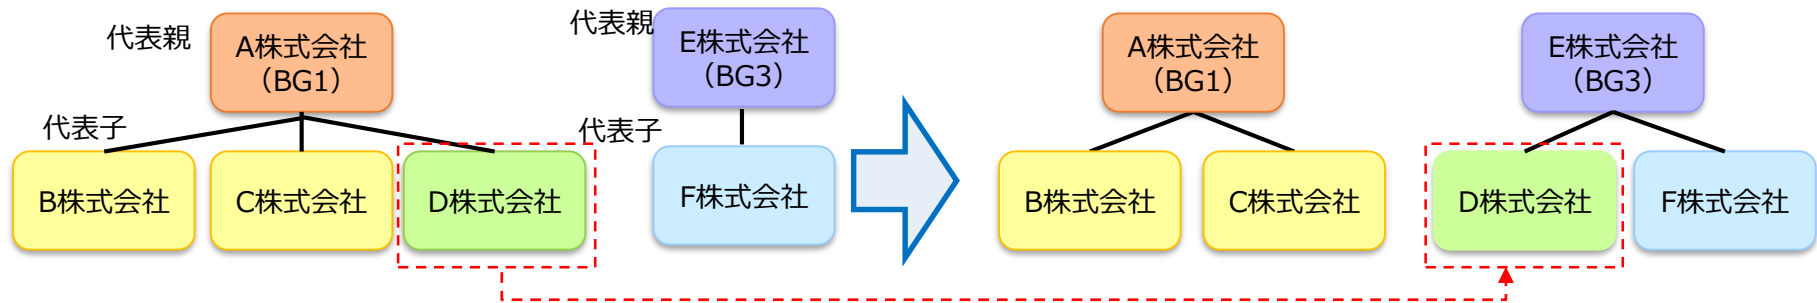 代表親
A株式会社
（BG1）
代表子
B株式会社
C株式会社
D株式会社
代表親
E株式会社
（BG3）
代表子
F株式会社
A株式会社
（BG1）
B株式会社
C株式会社
E株式会社
（BG3）
D株式会社
F株式会社